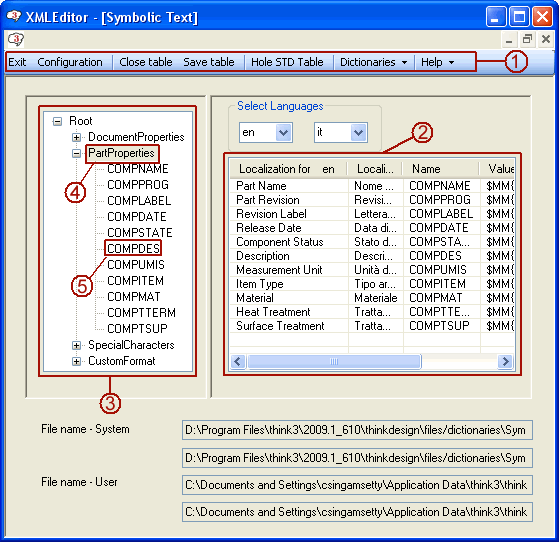 XMLEditor - [Symbolic Text]
Exit Configuration Close table Save table Hole STD Table Dictionaries Help 1
Root
DocumentProperties
PartProperties
4
COMPNAME
COMPPROG
COMPLABEL
COMPDATE
COMPSTATE
COMPDES
5
COMPUMIS
COMPITEM
COMPMAT
COMPTTERM
COMPTSUP
SpecialCharacters
CustomFormat
3
Select Languages
en it
2
Localization for en Locali... Name Value
Part Name Nome ... COMPNAME $MM{
Part Revision Revisi... COMPPROG $MM{
Revision Label Lettera... COMPLABEL $MM{
Release Date Data di... COMPDATE $MM{
Component Status Stato d... COMPSTA... $MM{
Description Descri... COMPDES $MM{
Measurement Unit Unità d... COMPUMIS $MM{
Item Type Tipo ar... COMPITEM $MM{
Material Materiale COMPMAT $MM{
Heat Treatment Tratta... COMPTTE... $MM{
Surface Treatment Tratta... COMPTSUP $MM{
File name - System D:\Program Files\think3\2009.1_610\thinkdesign\files/dictionaries\Sym
D:\Program Files\think3\2009.1_610\thinkdesign\files/dictionaries\Sym
File name - User C:\Documents and Settings\csingamsetty\Application Data\think3\think
C:\Documents and Settings\csingamsetty\Application Data\think3\think